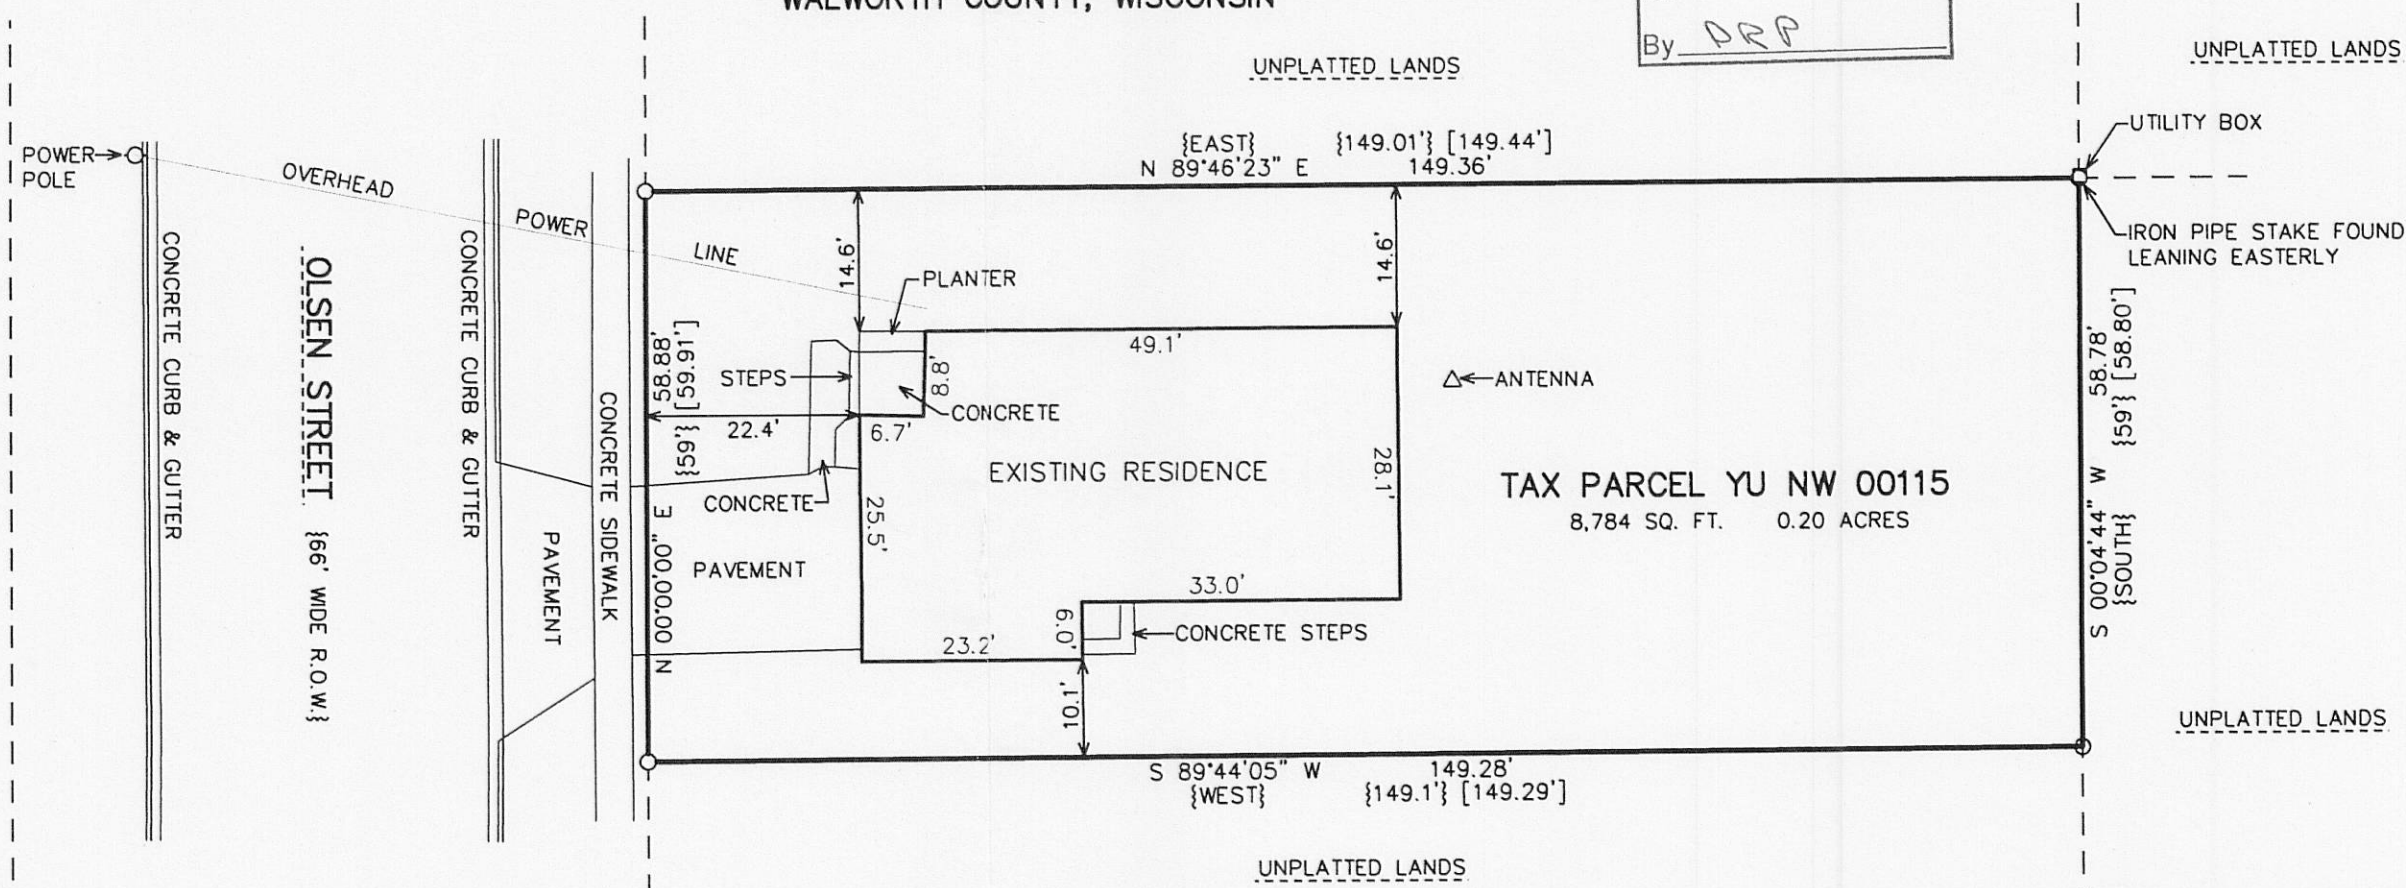 WALWORTH COUNTY, WISCONSIN
By DRP
UNPLATTED LANDS
UNPLATTED LANDS
UTILITY BOX
{EAST} {149.01'} [149.44']
N 89°46'23" E 149.36'
POWER
POLE
OVERHEAD
POWER
LINE
IRON PIPE STAKE FOUND
LEANING EASTERLY
14.6'
14.6'
PLANTER
CONCRETE CURB & GUTTER
OLSEN STREET {66' WIDE R.O.W.}
CONCRETE CURB & GUTTER
CONCRETE SIDEWALK
PAVEMENT
N 00°00'00" E 58.88'
{59'} [59.91']
49.1'
8.8'
STEPS
ANTENNA
CONCRETE
22.4'
6.7'
EXISTING RESIDENCE
28.1'
TAX PARCEL YU NW 00115
8,784 SQ. FT. 0.20 ACRES
CONCRETE
25.5'
PAVEMENT
33.0'
6.0'
CONCRETE STEPS
23.2'
10.1'
S 00°04'44" W 58.78'
{SOUTH} {59'} [58.80']
UNPLATTED LANDS
S 89°44'05" W 149.28'
{WEST} {149.1'} [149.29']
UNPLATTED LANDS